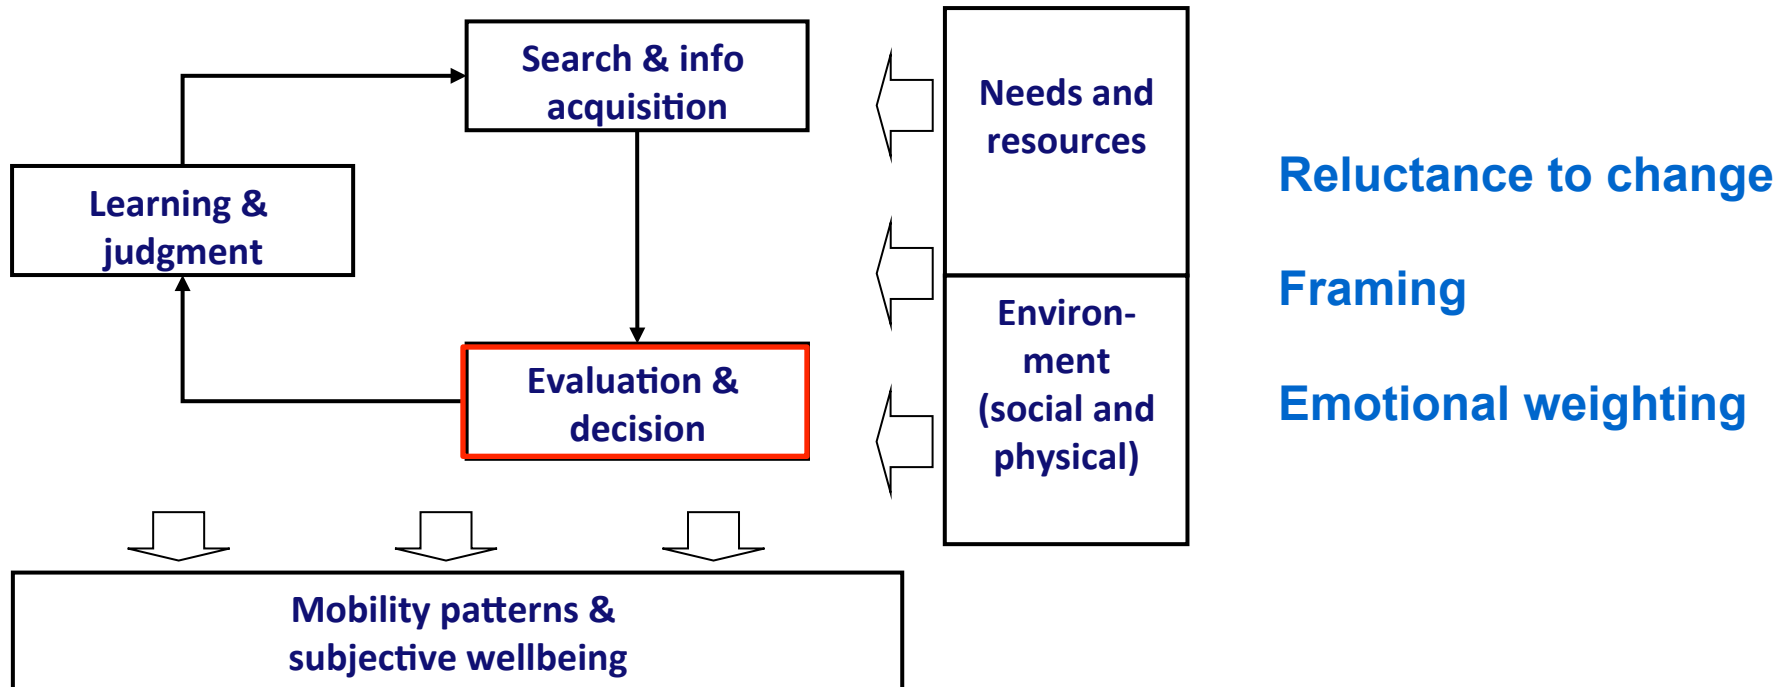 Search & info
acquisition
Needs and
resources
Learning &
judgment
Evaluation &
decision
Environ-
ment
(social and
physical)
Mobility patterns &
subjective wellbeing
Reluctance to change
Framing
Emotional weighting